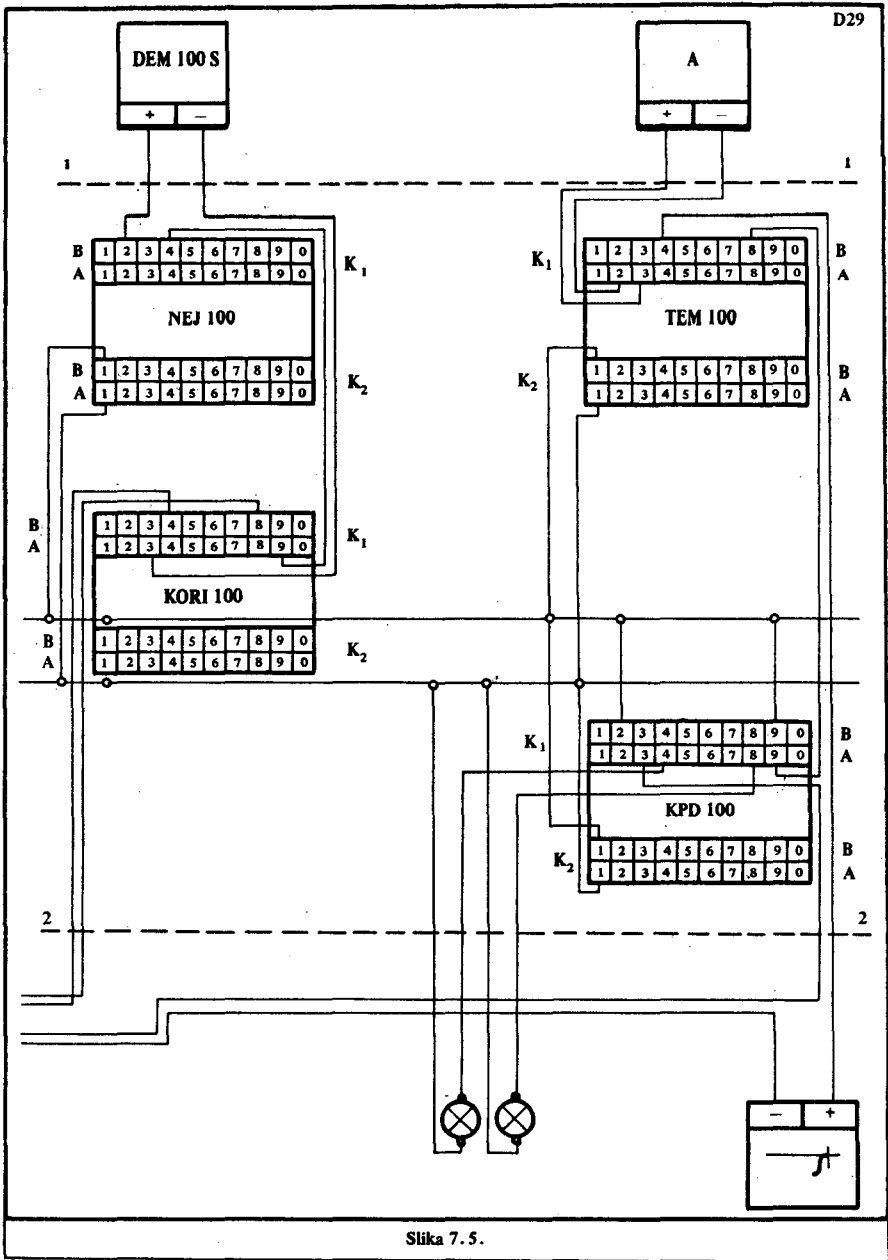 D29
DEM 100 S
+ —
A
+ —
1 1
B 1 2 3 4 5 6 7 8 9 0
A 1 2 3 4 5 6 7 8 9 0
K1
NEJ 100
B 1 2 3 4 5 6 7 8 9 0
A 1 2 3 4 5 6 7 8 9 0
K2
K1
1 2 3 4 5 6 7 8 9 0 B
1 2 3 4 5 6 7 8 9 0 A
TEM 100
K2
1 2 3 4 5 6 7 8 9 0 B
1 2 3 4 5 6 7 8 9 0 A
B 1 2 3 4 5 6 7 8 9 0
A 1 2 3 4 5 6 7 8 9 0
K1
KORI 100
B 1 2 3 4 5 6 7 8 9 0
A 1 2 3 4 5 6 7 8 9 0
K2
K1
1 2 3 4 5 6 7 8 9 0 B
1 2 3 4 5 6 7 8 9 0 A
KPD 100
K2
1 2 3 4 5 6 7 8 9 0 B
1 2 3 4 5 6 7 8 9 0 A
2 2
— +
Slika 7.5.